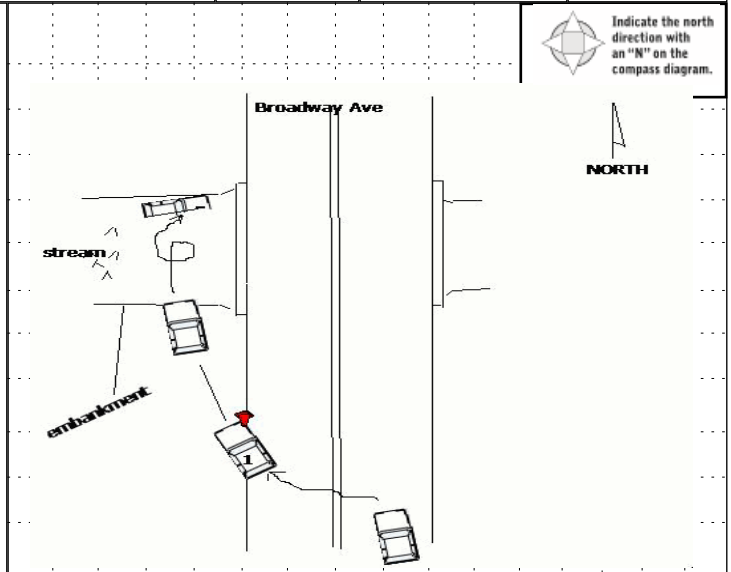 Indicate the north
direction with
an “N” on the
compass diagram.
Broadway Ave
NORTH
stream
embankment
1